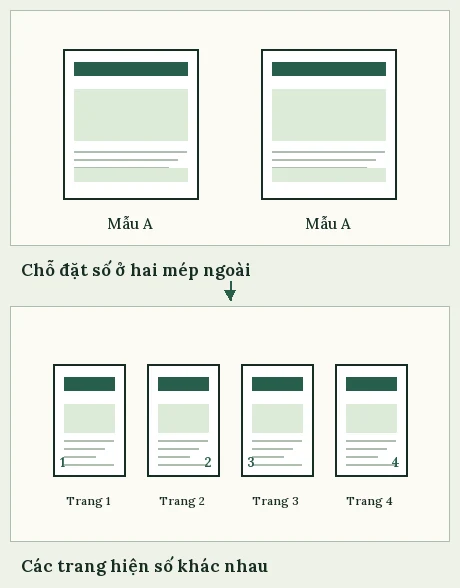 Mẫu A
Mẫu A
Chỗ đặt số ở hai mép ngoài
1
2
3
4
Trang 1
Trang 2
Trang 3
Trang 4
Các trang hiện số khác nhau